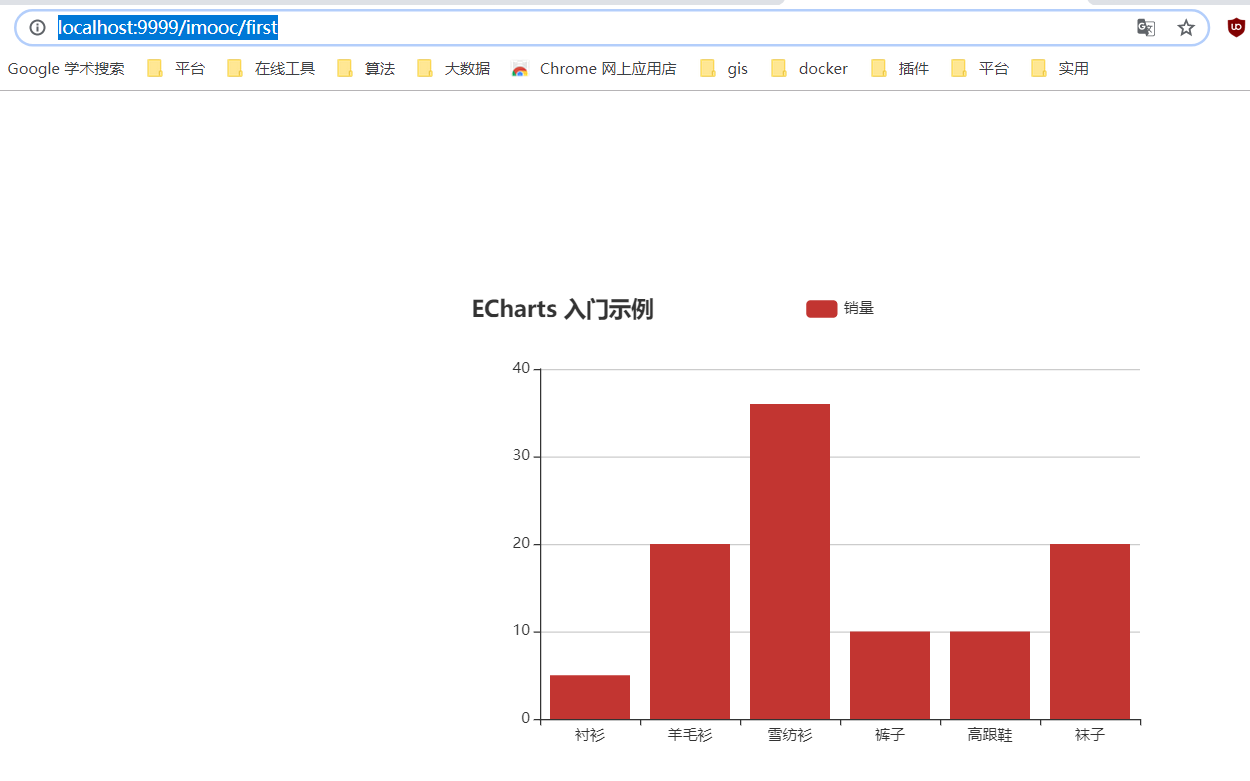 localhost:9999/imooc/first
Google 学术搜索 平台 在线工具 算法 大数据 Chrome 网上应用店 gis docker 插件 平台 实用
ECharts 入门示例
销量
40
30
20
10
0
衬衫 羊毛衫 雪纺衫 裤子 高跟鞋 袜子